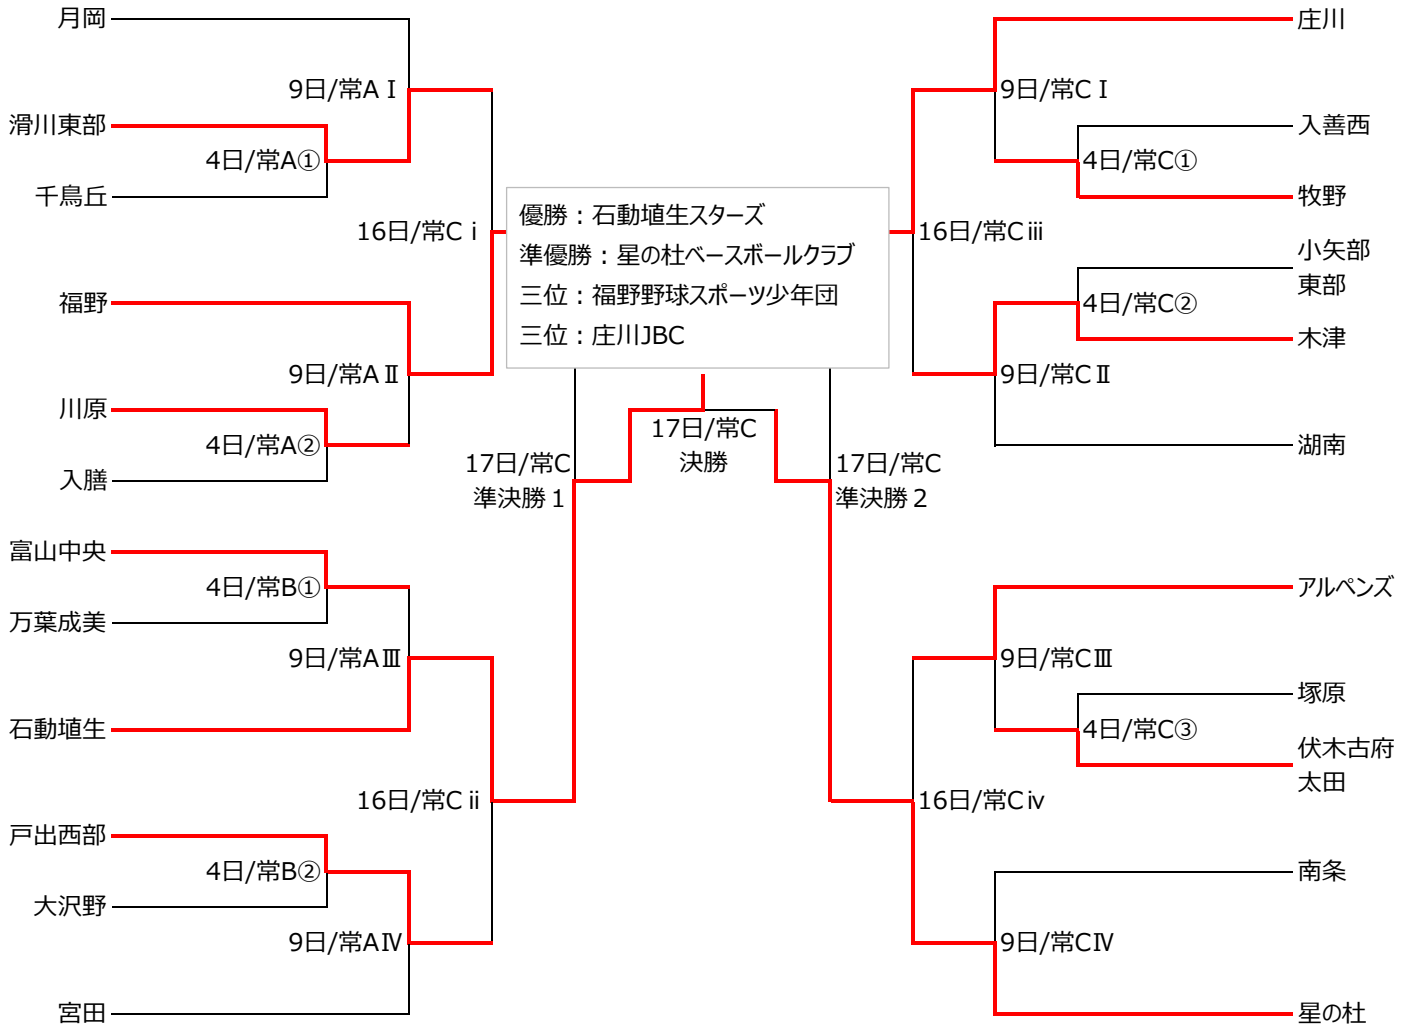 月岡
9日/常AⅠ
滑川東部
4日/常A①
千鳥丘
16日/常Cⅰ
福野
9日/常AⅡ
川原
4日/常A②
入膳
富山中央
4日/常B①
万葉成美
9日/常AⅢ
石動埴生
16日/常Cⅱ
戸出西部
4日/常B②
大沢野
9日/常AⅣ
宮田
優勝：石動埴生スターズ
準優勝：星の杜ベースボールクラブ
三位：福野野球スポーツ少年団
三位：庄川JBC
17日/常C
決勝
17日/常C
準決勝１
17日/常C
準決勝２
庄川
9日/常CⅠ
入善西
4日/常C①
牧野
16日/常Cⅲ
小矢部
東部
4日/常C②
木津
9日/常CⅡ
湖南
アルペンズ
9日/常CⅢ
塚原
4日/常C③
伏木古府
太田
16日/常Cⅳ
南条
9日/常CⅣ
星の杜